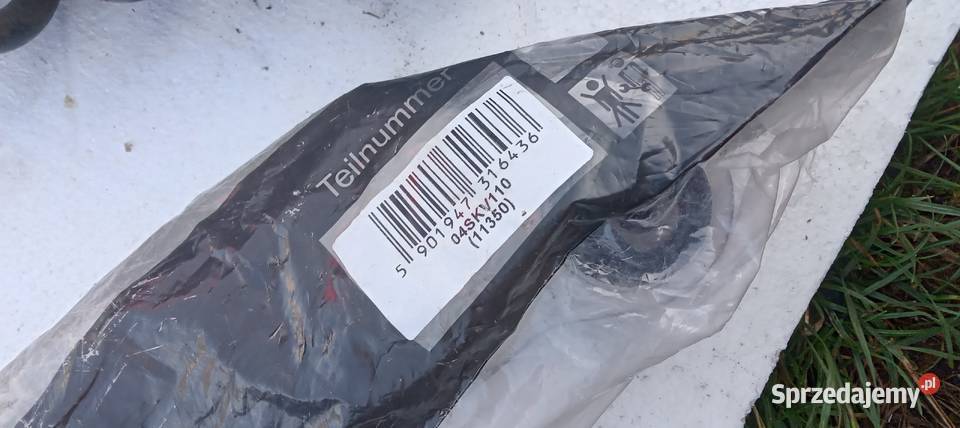 Teilnummer
5 901947 316436
04SKV110
(11350)
Sprzedajemy.pl